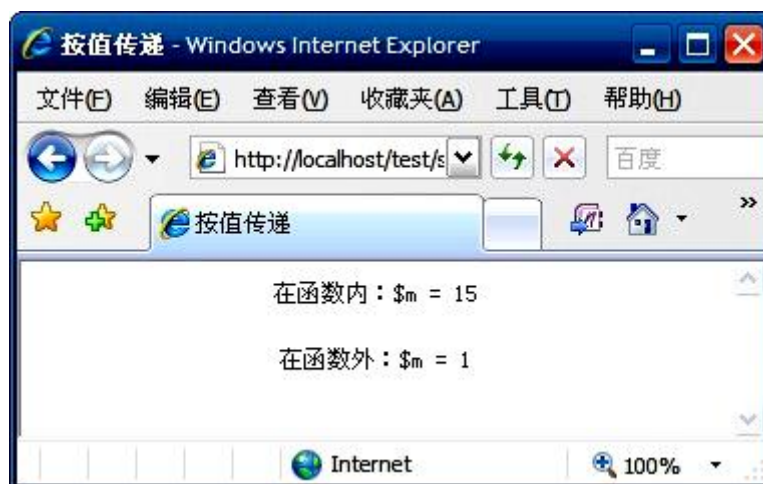 按值传递 - Windows Internet Explorer
文件(F) 编辑(E) 查看(V) 收藏夹(A) 工具(T) 帮助(H)
http://localhost/test/s 百度
按值传递 »
在函数内：$m = 15
在函数外：$m = 1
Internet 100%